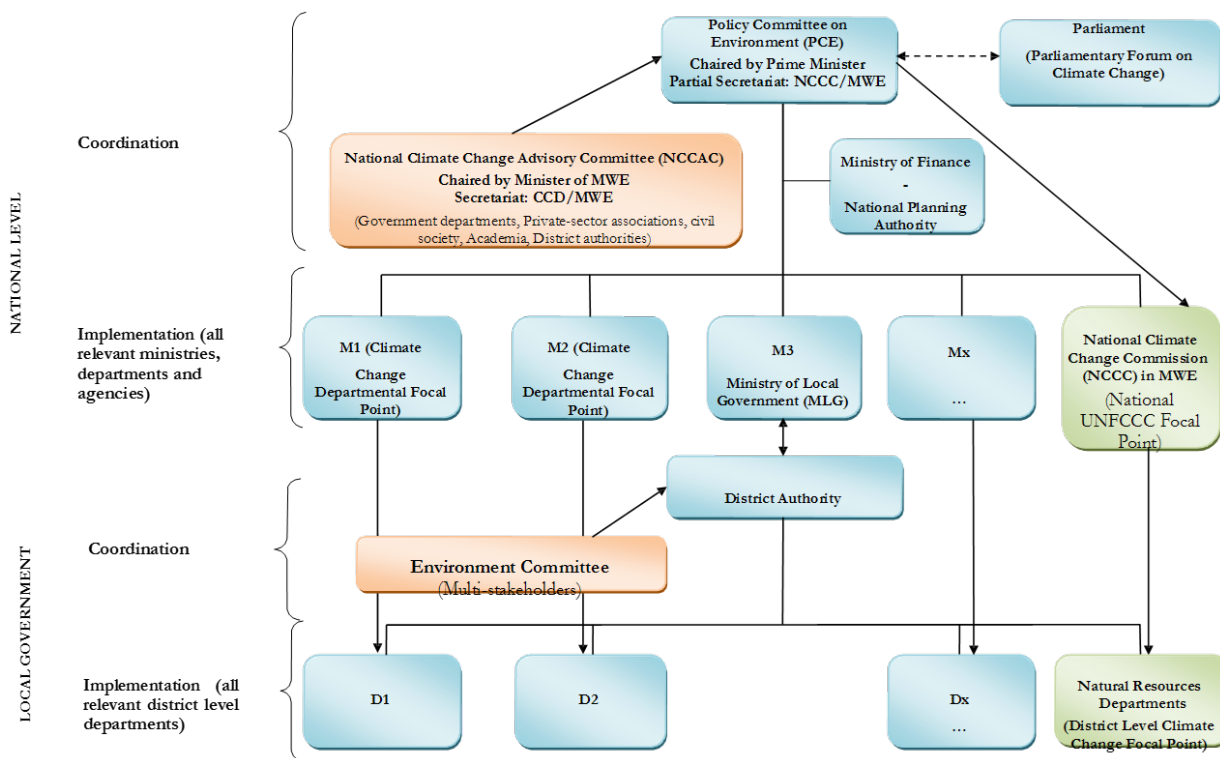 Policy Committee on
Environment (PCE)
Chaired by Prime Minister
Partial Secretariat: NCCC/MWE
Parliament
(Parliamentary Forum on
Climate Change)
Coordination
National Climate Change Advisory Committee (NCCAC)
Chaired by Minister of MWE
Secretariat: CCD/MWE
(Government departments, Private-sector associations, civil
society, Academia, District authorities)
Ministry of Finance
-
National Planning
Authority
NATIONAL LEVEL
Implementation (all
relevant ministries,
departments and
agencies)
M1 (Climate
Change
Departmental Focal
Point)
M2 (Climate
Change
Departmental Focal
Point)
M3
Ministry of Local
Government (MLG)
Mx
...
National Climate
Change Commission
(NCCC) in MWE
(National
UNFCCC Focal
Point)
District Authority
Coordination
Environment Committee
(Multi-stakeholders)
LOCAL GOVERNMENT
Implementation (all
relevant district level
departments)
D1
D2
Dx
...
Natural Resources
Departments
(District Level Climate
Change Focal Point)